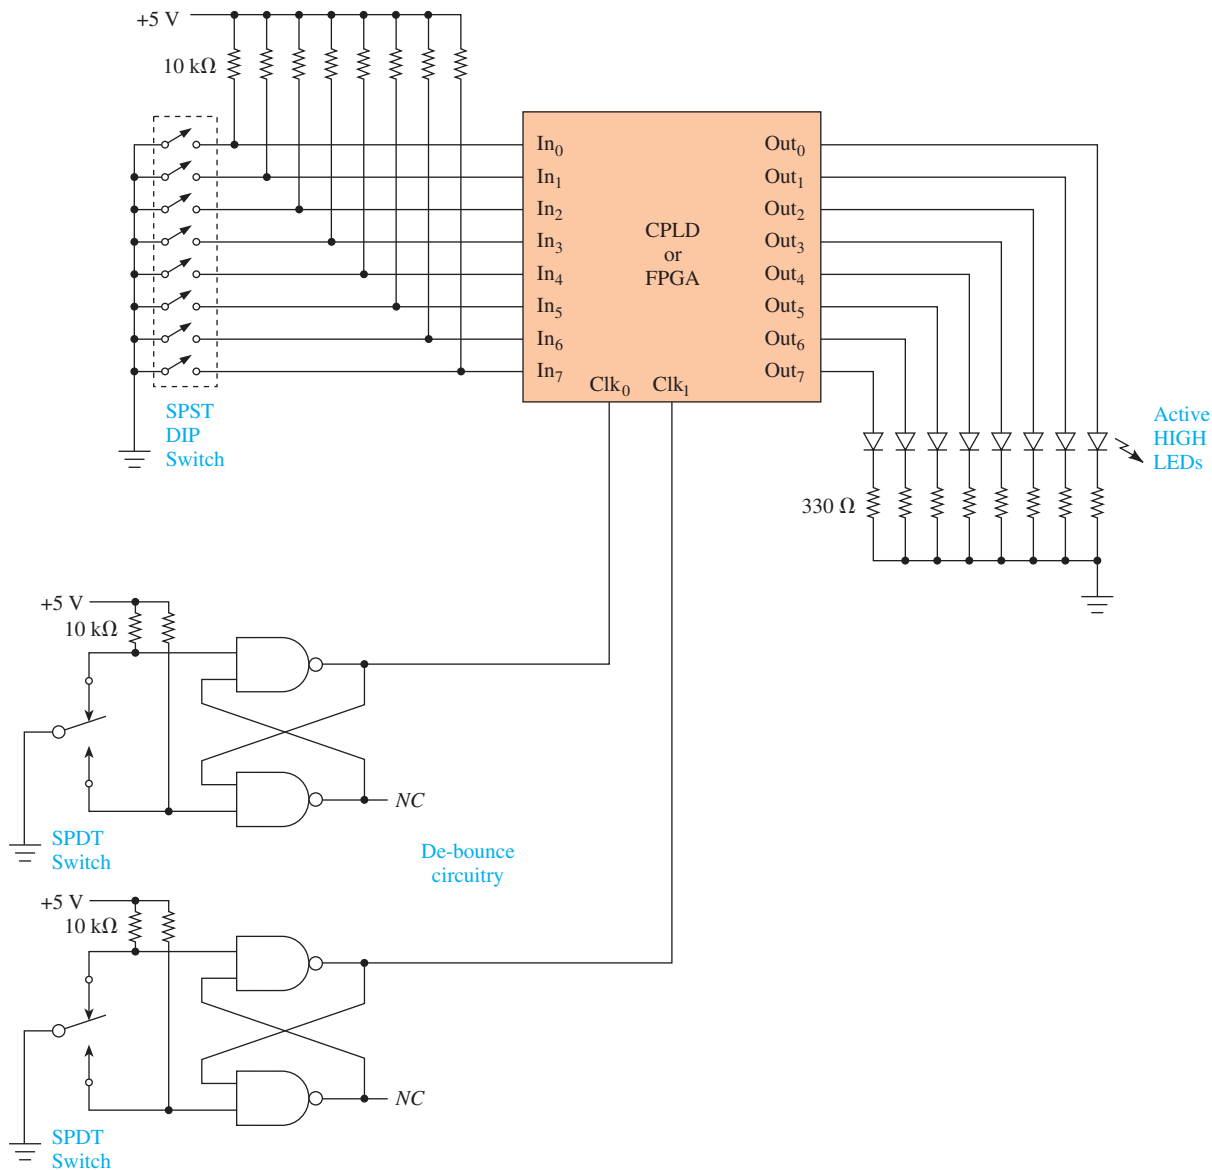 +5 V
10 kΩ
In₀
In₁
In₂
In₃
In₄
In₅
In₆
In₇
CPLD
or
FPGA
Out₀
Out₁
Out₂
Out₃
Out₄
Out₅
Out₆
Out₇
Clk₀
Clk₁
SPST
DIP
Switch
Active
HIGH
LEDs
330 Ω
+5 V
10 kΩ
NC
SPDT
Switch
De-bounce
circuitry
+5 V
10 kΩ
NC
SPDT
Switch